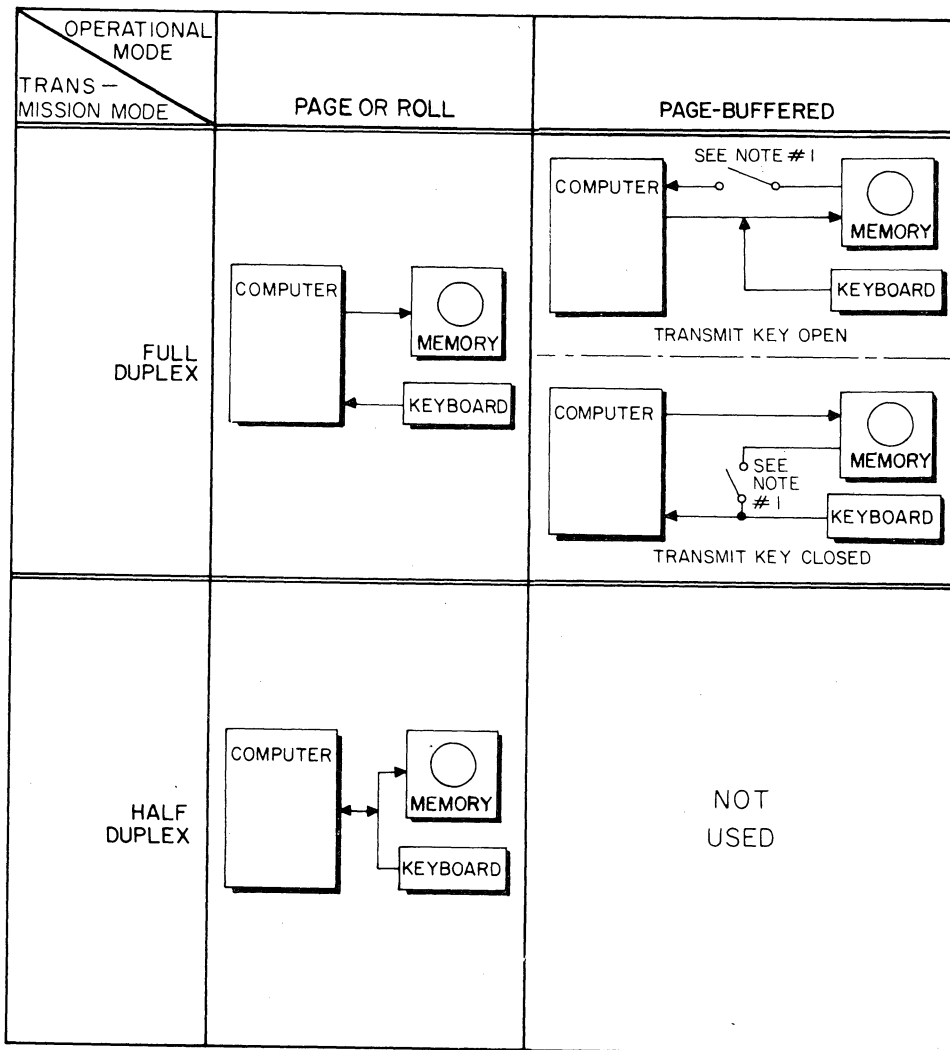 OPERATIONAL
MODE
TRANS-
MISSION MODE
PAGE OR ROLL
PAGE-BUFFERED
FULL
DUPLEX
COMPUTER
MEMORY
KEYBOARD
SEE NOTE #1
COMPUTER
MEMORY
KEYBOARD
TRANSMIT KEY OPEN
COMPUTER
MEMORY
SEE
NOTE
#1
KEYBOARD
TRANSMIT KEY CLOSED
HALF
DUPLEX
COMPUTER
MEMORY
KEYBOARD
NOT
USED